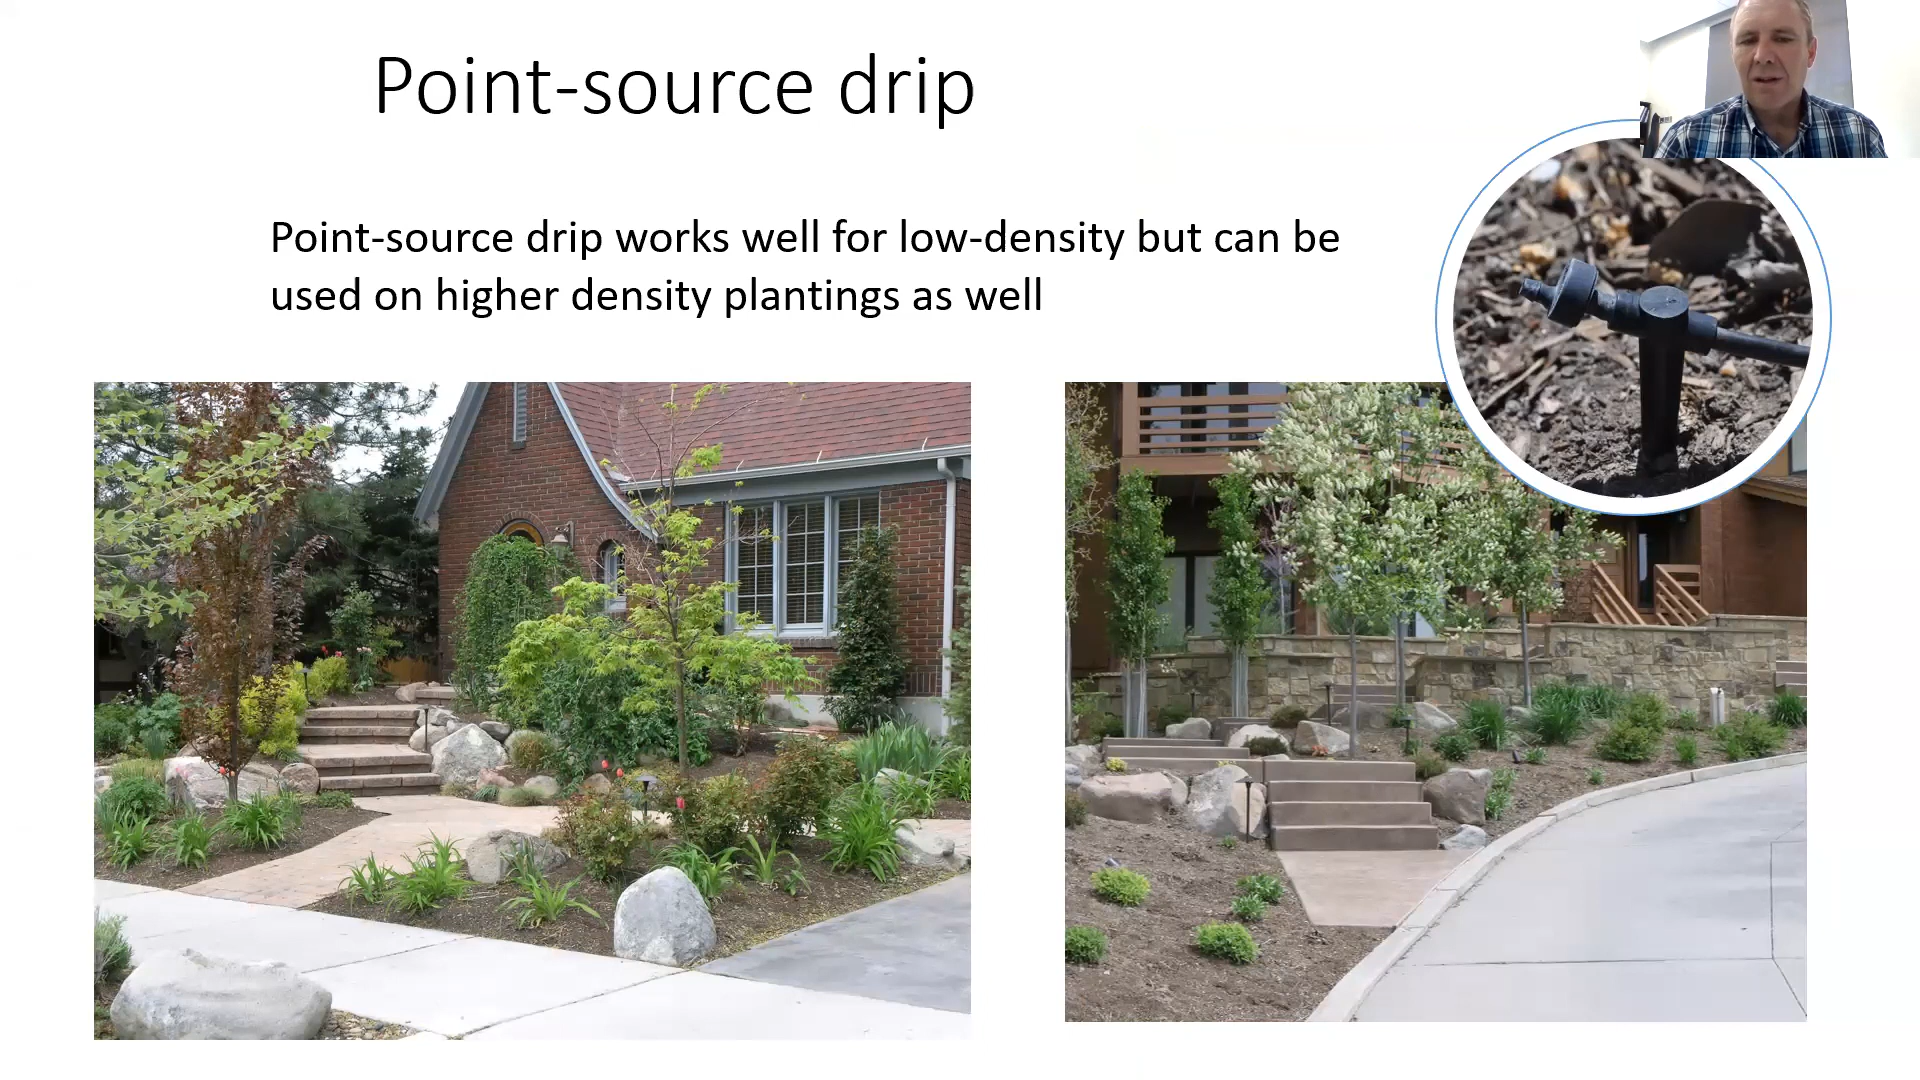 Point-source drip
Point-source drip works well for low-density but can be
used on higher density plantings as well